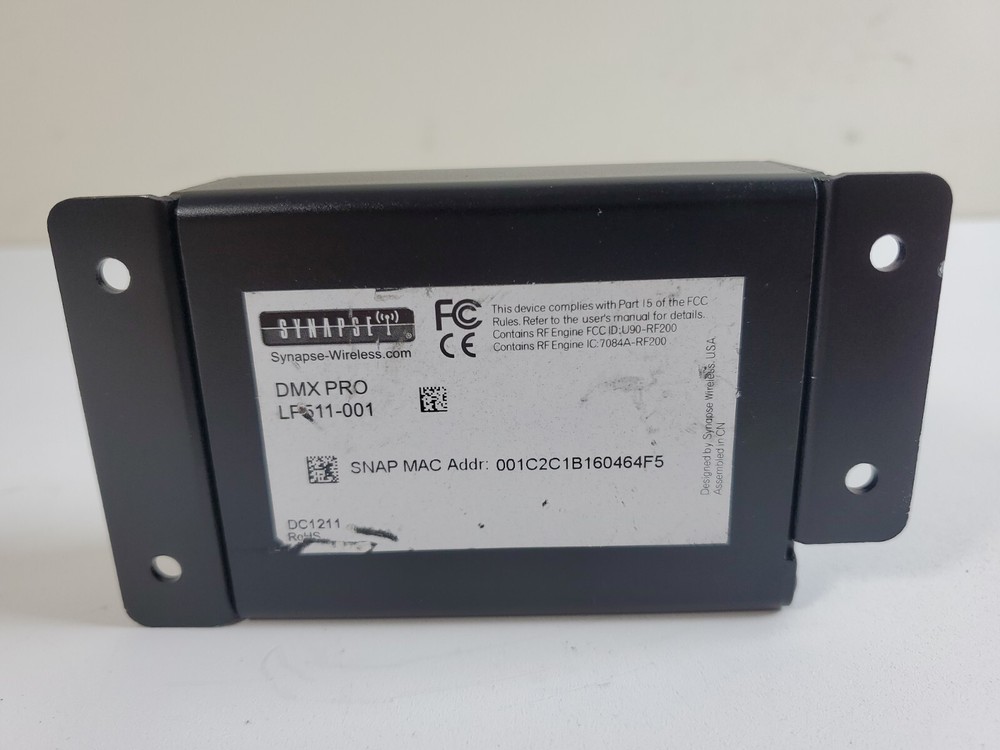 SYNAPSE
Synapse-Wireless.com
FC
CE
This device complies with Part 15 of the FCC
Rules. Refer to the user's manual for details.
Contains RF Engine FCC ID:U90-RF200
Contains RF Engine IC:7084A-RF200
DMX PRO
SNAP MAC Addr: 001C2C1B160464F5
DC1211
RoHS
Designed by Synapse Wireless, USA
Assembled in CN